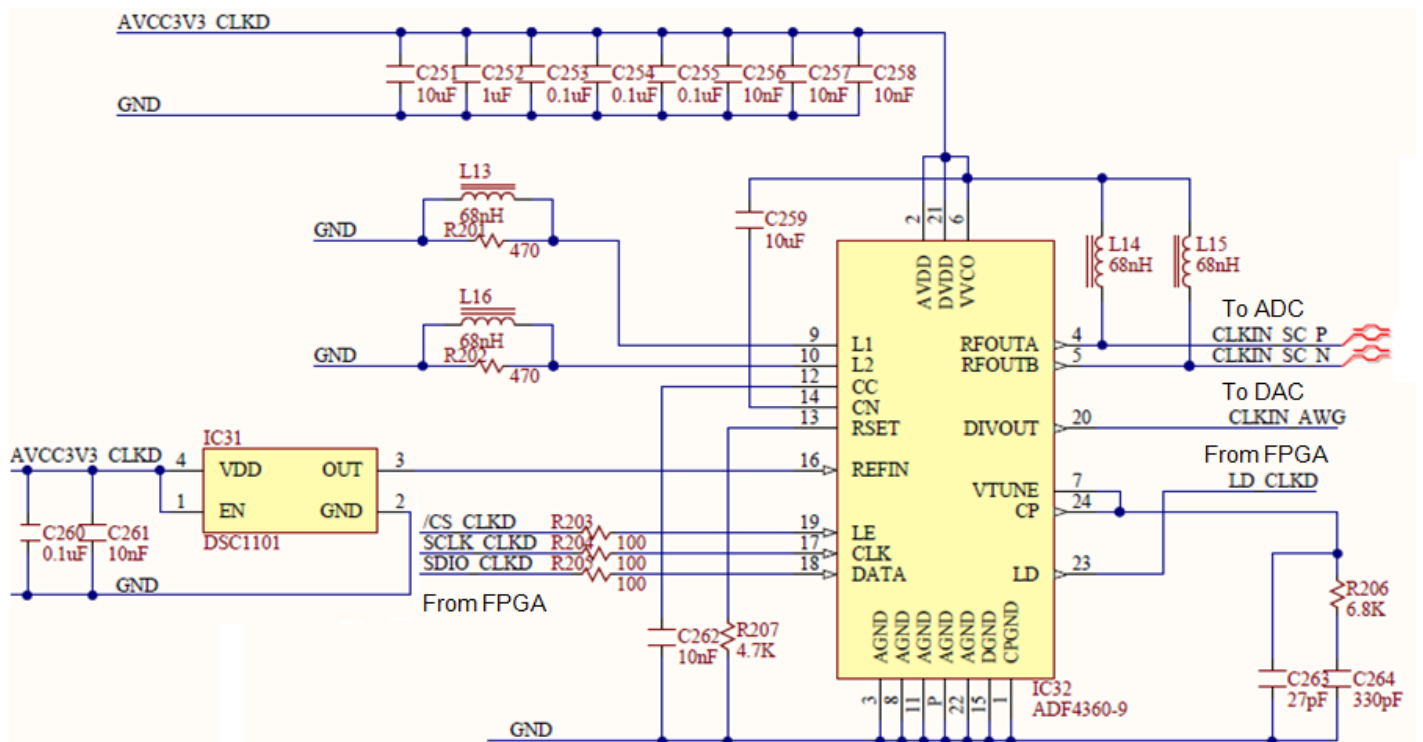 AVCC3V3_CLKD
C251 C252 C253 C254 C255 C256 C257 C258
10uF 1uF 0.1uF 0.1uF 0.1uF 10nF 10nF 10nF
GND
L13
68nH
GND
R201
470
C259
10uF
2 21 6
AVDD DVDD VVCO
L14
68nH
L15
68nH
L16
68nH
GND
R202
470
9 L1
10 L2
12 CC
14 CN
13 RSET
16 REFIN
19 LE
17 CLK
18 DATA
RFOUTA 4
RFOUTB 5
DIVOUT 20
VTUNE 7
CP 24
LD 23
To ADC
CLKIN_SC_P
CLKIN_SC_N
To DAC
CLKIN_AWG
From FPGA
LD_CLKD
IC31
AVCC3V3_CLKD
4 VDD OUT 3
1 EN GND 2
DSC1101
C260
0.1uF
C261
10nF
GND
/CS_CLKD R203 100
SCLK_CLKD R204 100
SDIO_CLKD R205 100
From FPGA
C262
10nF
R207
4.7K
AGND AGND AGND AGND AGND DGND CPGND
3 8 11 P 22 15 1
IC32
ADF4360-9
R206
6.8K
C263
27pF
C264
330pF
GND